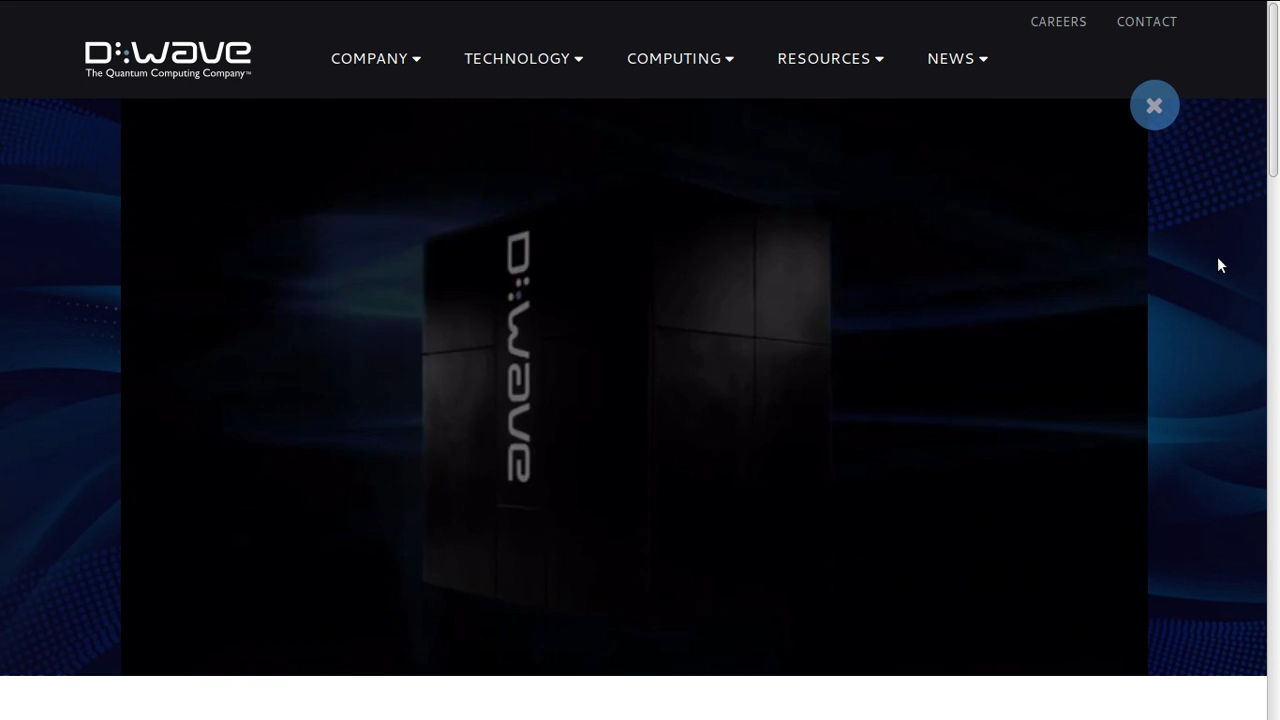 CAREERS CONTACT
D:wave
The Quantum Computing Company™
COMPANY TECHNOLOGY COMPUTING RESOURCES NEWS
D:wave